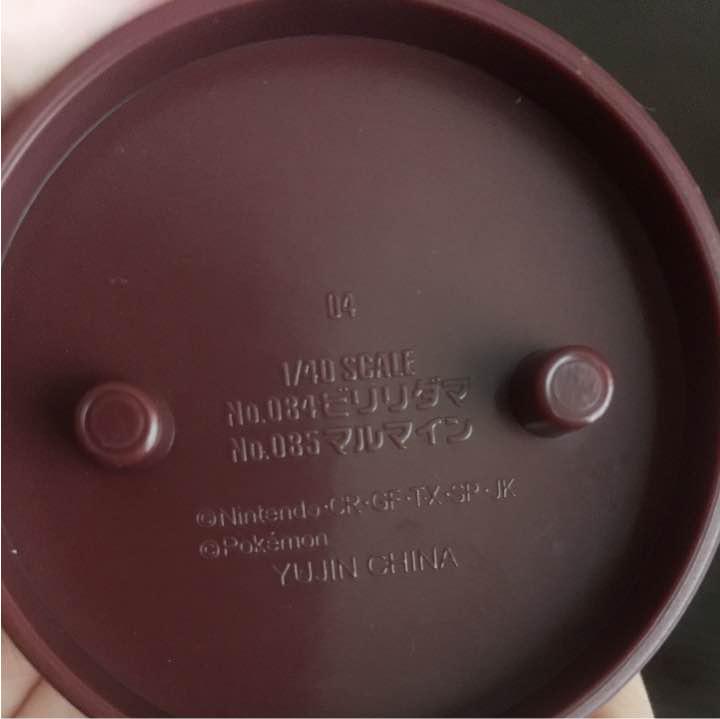 04
1/40 SCALE
No.084ビリリダマ
No.085マルマイン
©Nintendo·CR·GF·TX·SP·JK
©Pokémon
YUJIN CHINA